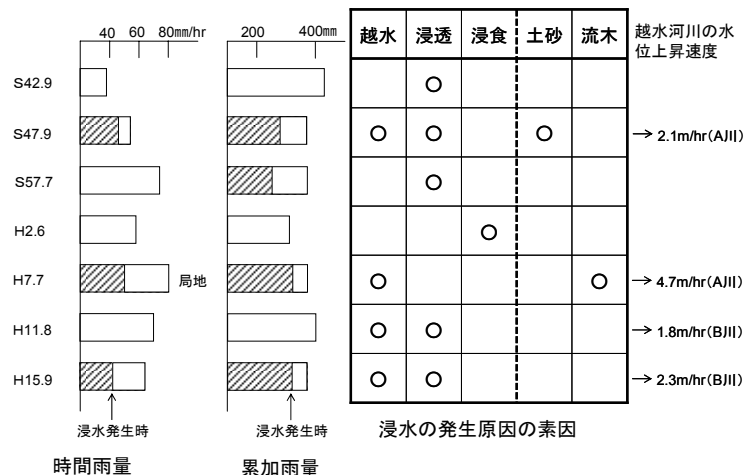 40 60 80mm/hr
200 400mm
越水 浸透 浸食 土砂 流木
越水河川の水
位上昇速度
S42.9 ○
S47.9 ○ ○ ○ → 2.1m/hr(A川)
S57.7 ○
H2.6 ○
H7.7 局地 ○ ○ → 4.7m/hr(A川)
H11.8 ○ ○ → 1.8m/hr(B川)
H15.9 ○ ○ → 2.3m/hr(B川)
浸水発生時 浸水発生時
浸水の発生原因の素因
時間雨量 累加雨量